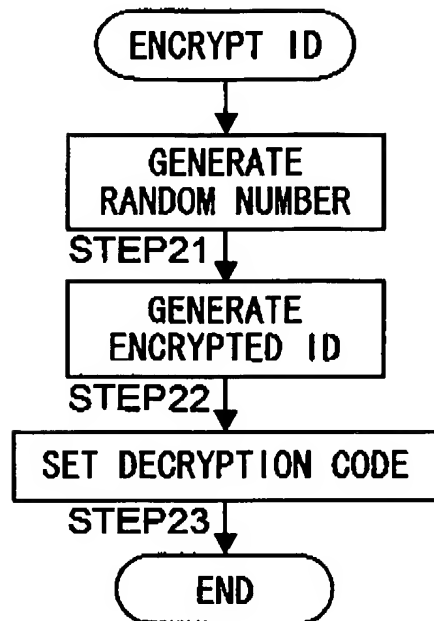 ENCRYPT ID
GENERATE
RANDOM NUMBER
STEP21
GENERATE
ENCRYPTED ID
STEP22
SET DECRYPTION CODE
STEP23
END